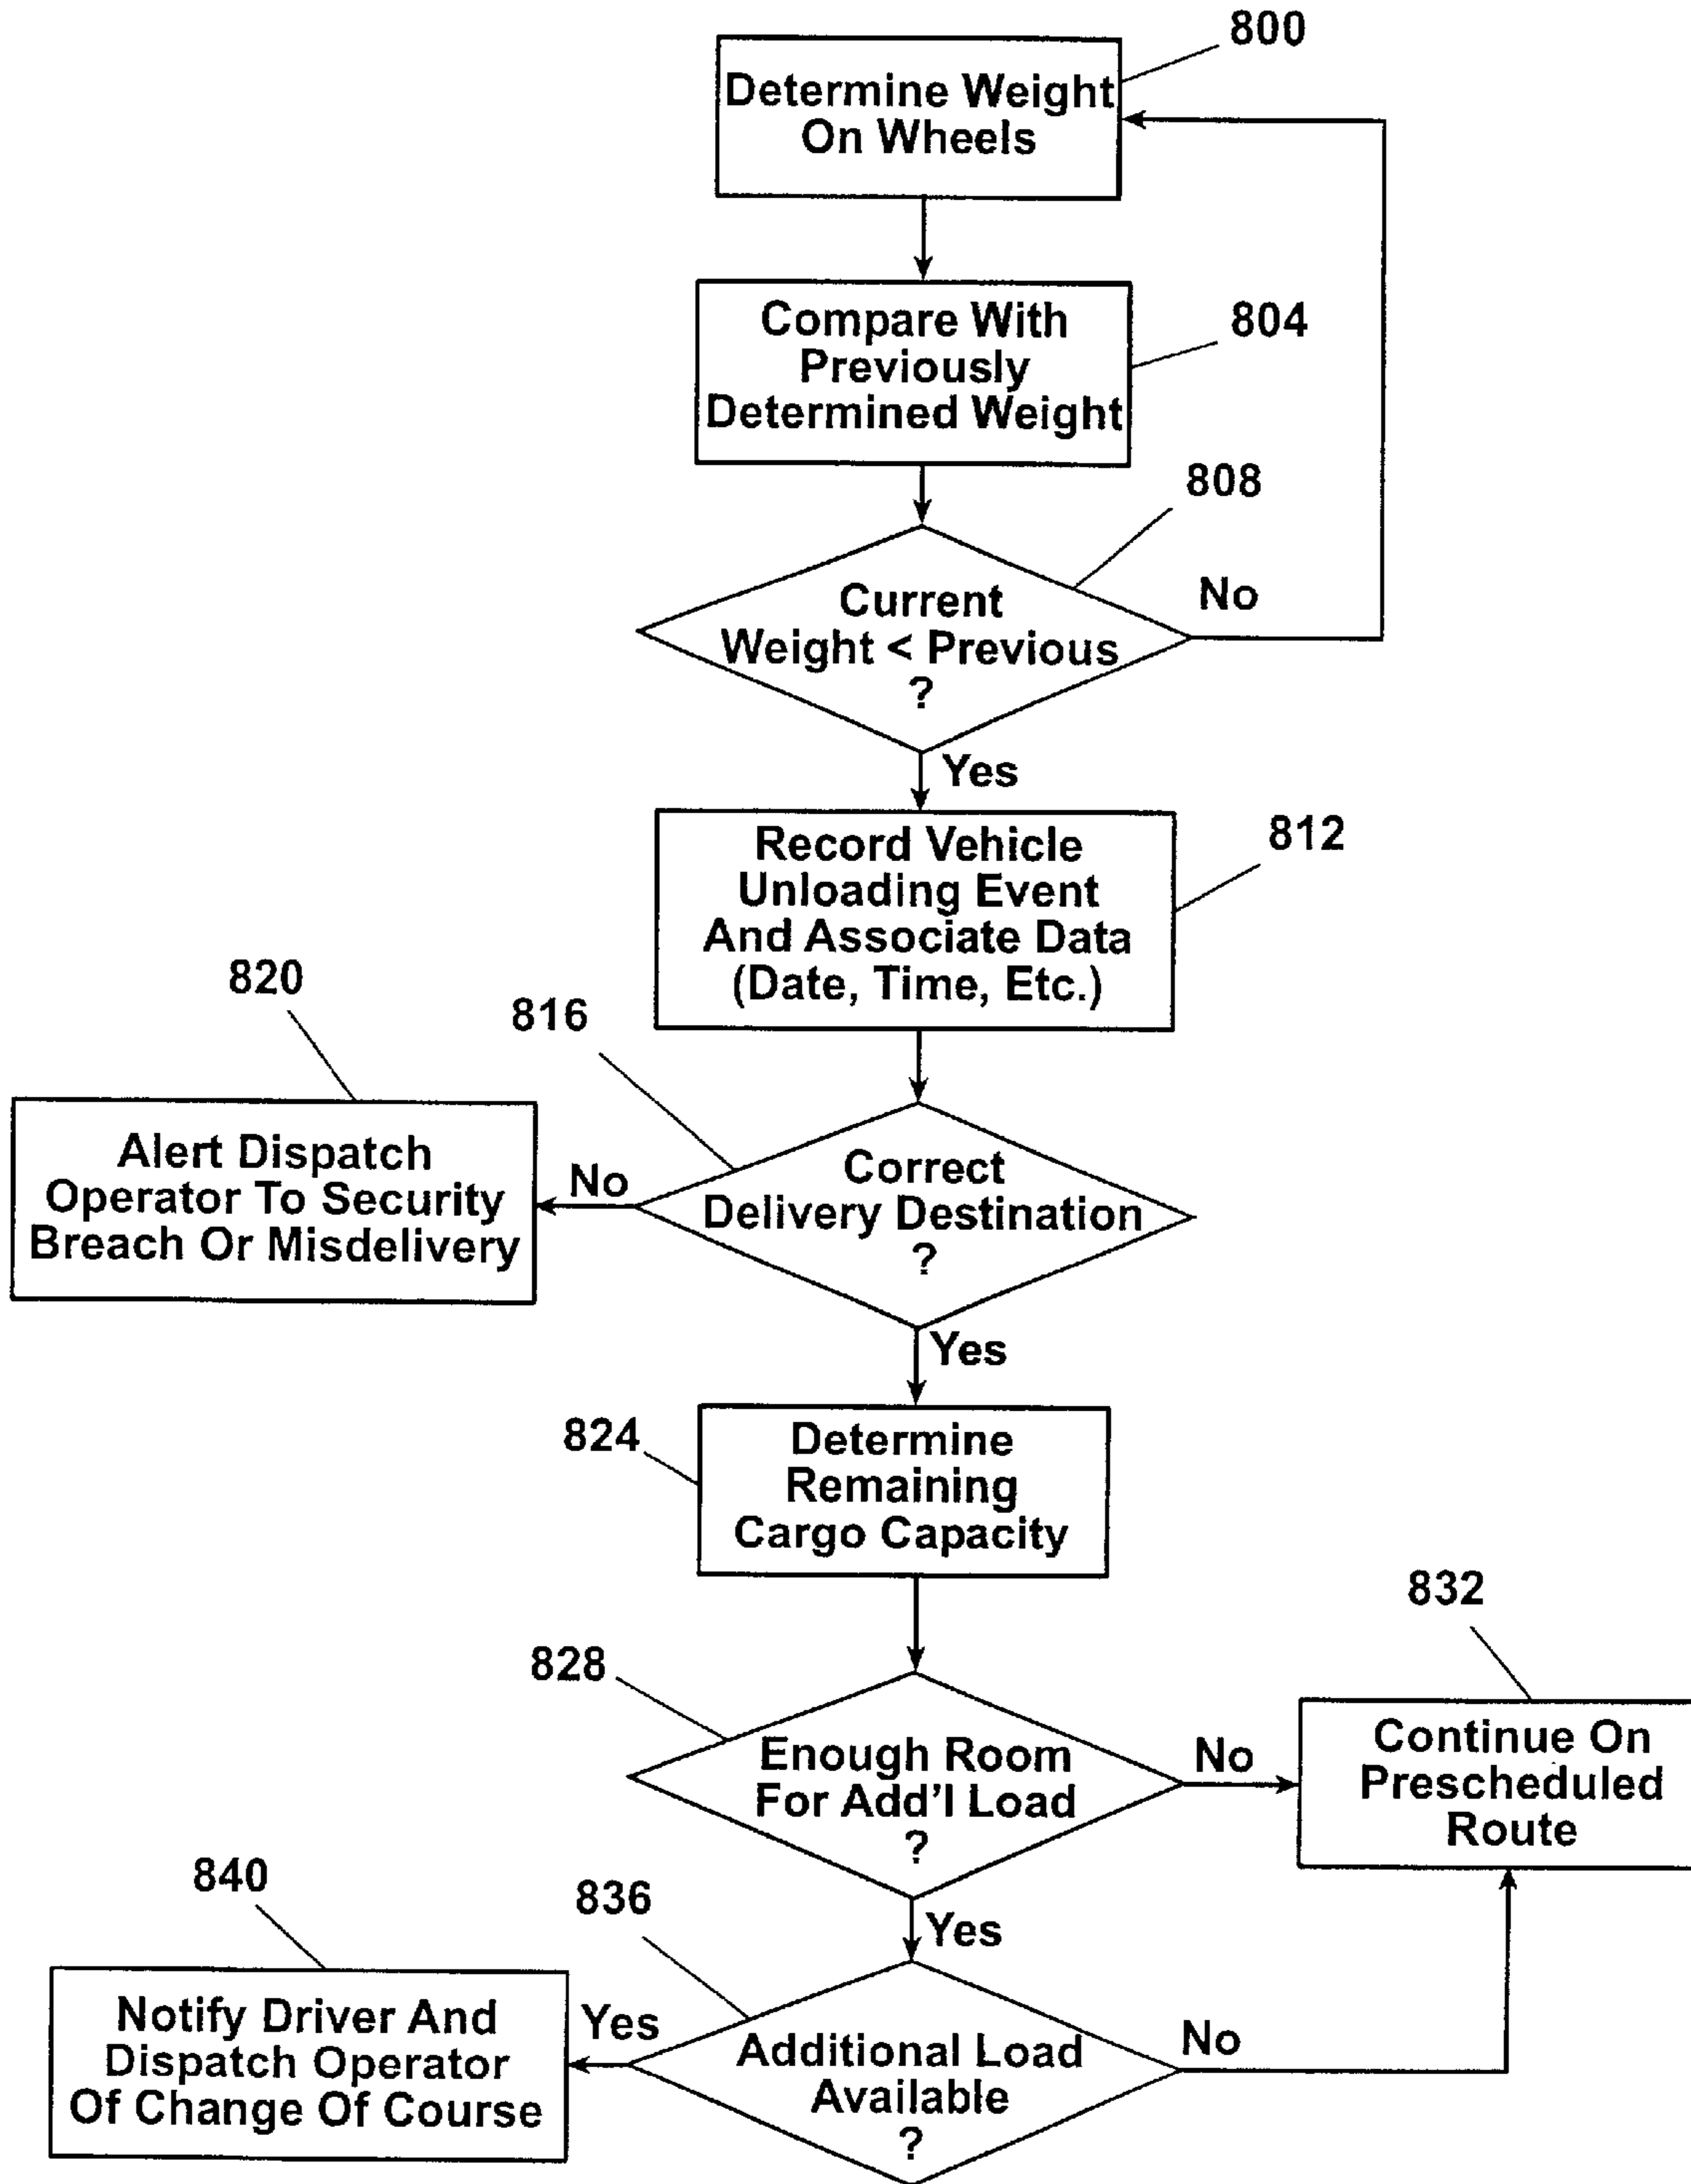 800
Determine Weight
On Wheels
Compare With
Previously
Determined Weight
804
808
Current
Weight < Previous
?
No
Yes
Record Vehicle
Unloading Event
And Associate Data
(Date, Time, Etc.)
812
820
816
Alert Dispatch
Operator To Security
Breach Or Misdelivery
No
Correct
Delivery Destination
?
Yes
824
Determine
Remaining
Cargo Capacity
832
828
Enough Room
For Add'l Load
?
No
Continue On
Prescheduled
Route
Yes
840
836
Notify Driver And
Dispatch Operator
Of Change Of Course
Yes
Additional Load
Available
?
No